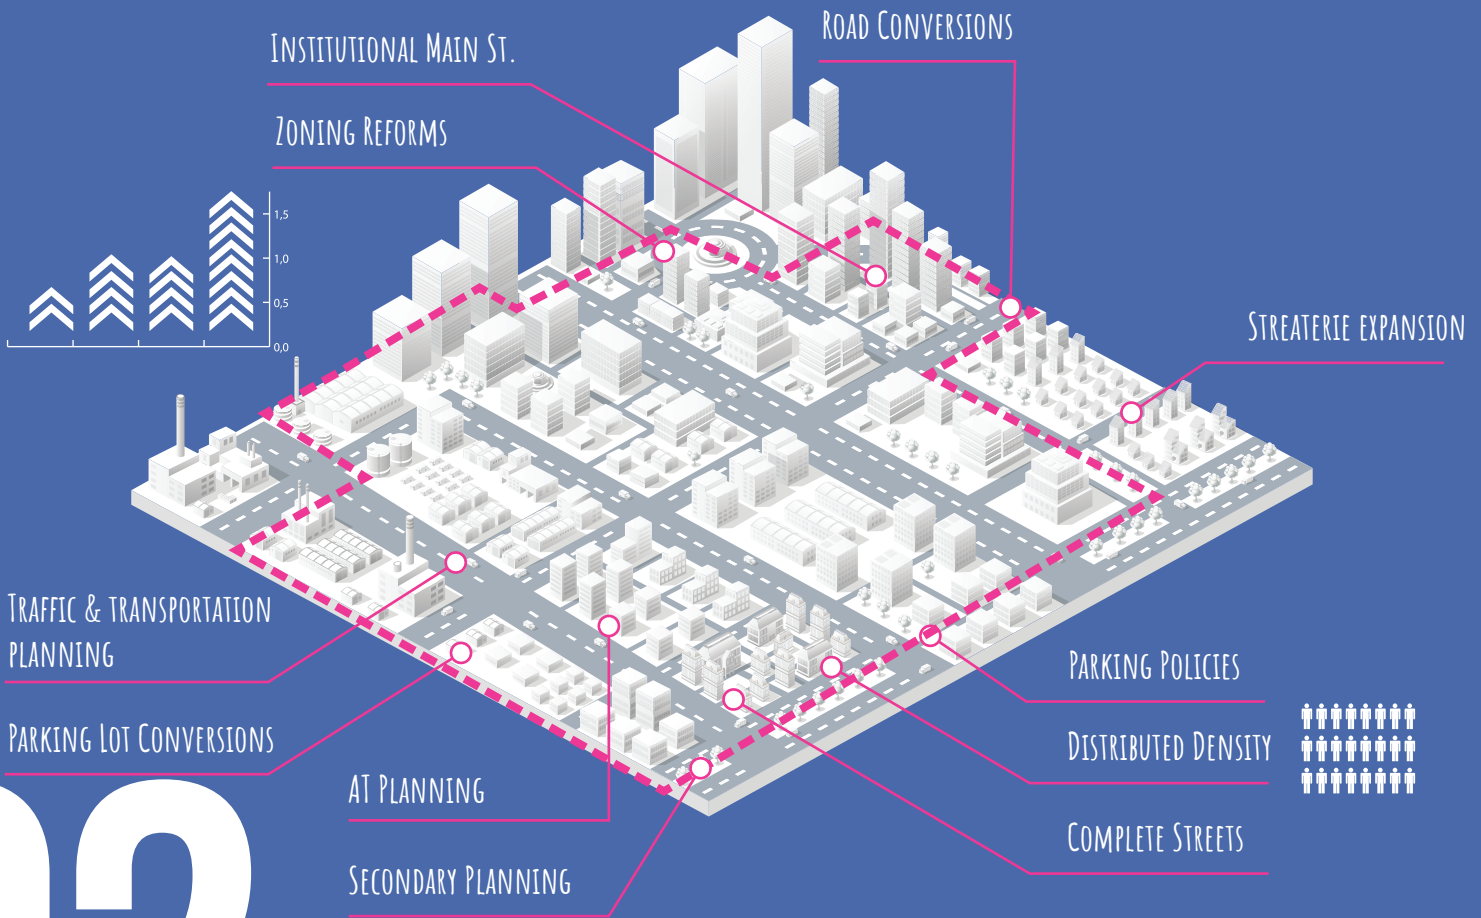 Road Conversions
Institutional Main St.
Zoning Reforms
1,5
1,0
0,5
0,0
Streaterie expansion
Traffic & transportation
planning
Parking Policies
Parking Lot Conversions
Distributed Density
AT Planning
Complete Streets
Secondary Planning